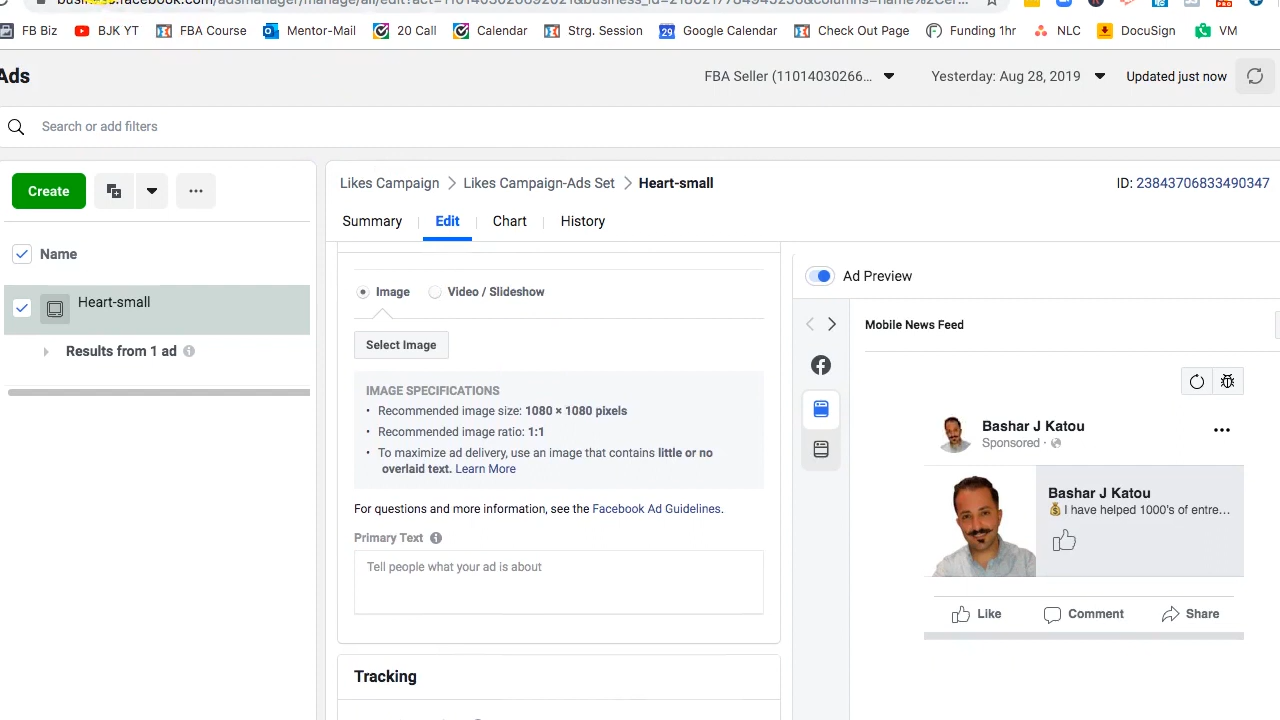 FB Biz BJK YT FBA Course Mentor-Mail 20 Call Calendar Strg. Session Google Calendar Check Out Page Funding 1hr NLC DocuSign VM
Ads
FBA Seller (11014030266... Yesterday: Aug 28, 2019 Updated just now
Search or add filters
Create
Likes Campaign > Likes Campaign-Ads Set > Heart-small
ID: 23843706833490347
Summary Edit Chart History
Name
Heart-small
Results from 1 ad
Image Video / Slideshow
Select Image
IMAGE SPECIFICATIONS
• Recommended image size: 1080 × 1080 pixels
• Recommended image ratio: 1:1
• To maximize ad delivery, use an image that contains little or no
overlaid text. Learn More
For questions and more information, see the Facebook Ad Guidelines.
Primary Text
Tell people what your ad is about
Tracking
Ad Preview
Mobile News Feed
Bashar J Katou
Sponsored ·
Bashar J Katou
💰 I have helped 1000's of entre...
Like Comment Share